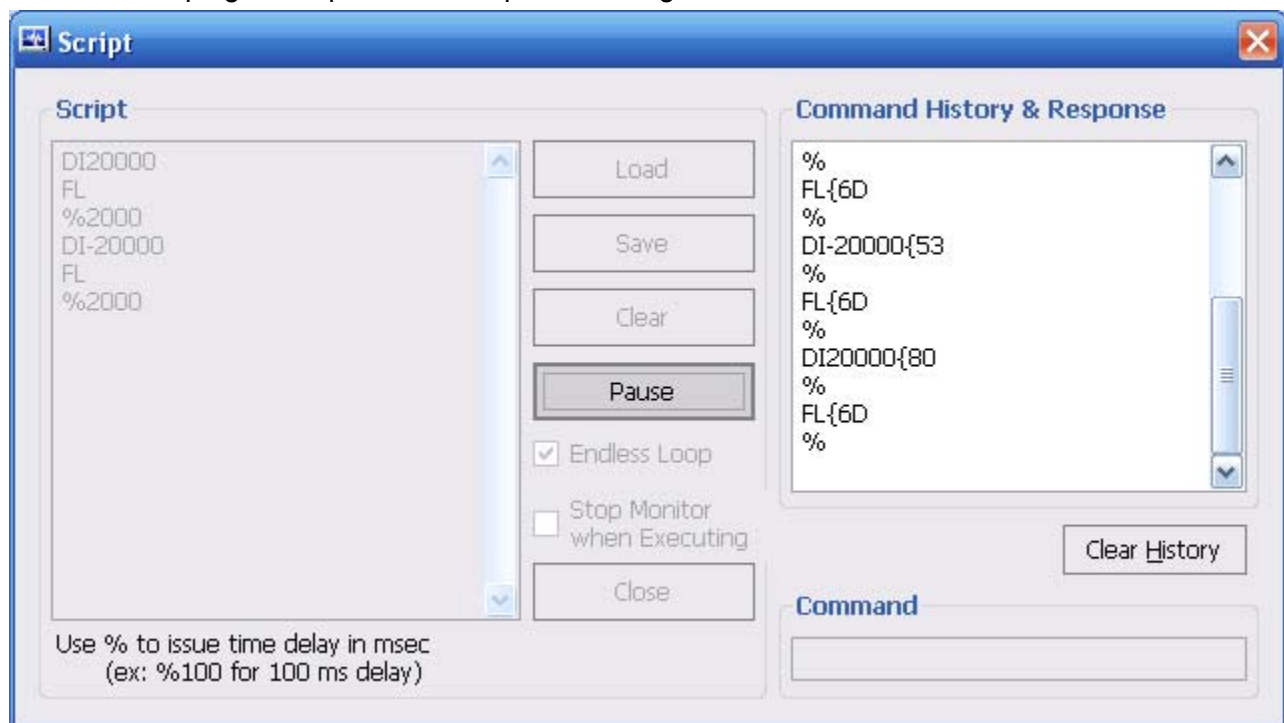 Script
Script
DI20000
FL
%2000
DI-20000
FL
%2000
Load
Save
Clear
Pause
Endless Loop
Stop Monitor
when Executing
Close
Use % to issue time delay in msec
(ex: %100 for 100 ms delay)
Command History & Response
%
FL{6D
%
DI-20000{53
%
FL{6D
%
DI20000{80
%
FL{6D
%
Clear History
Command